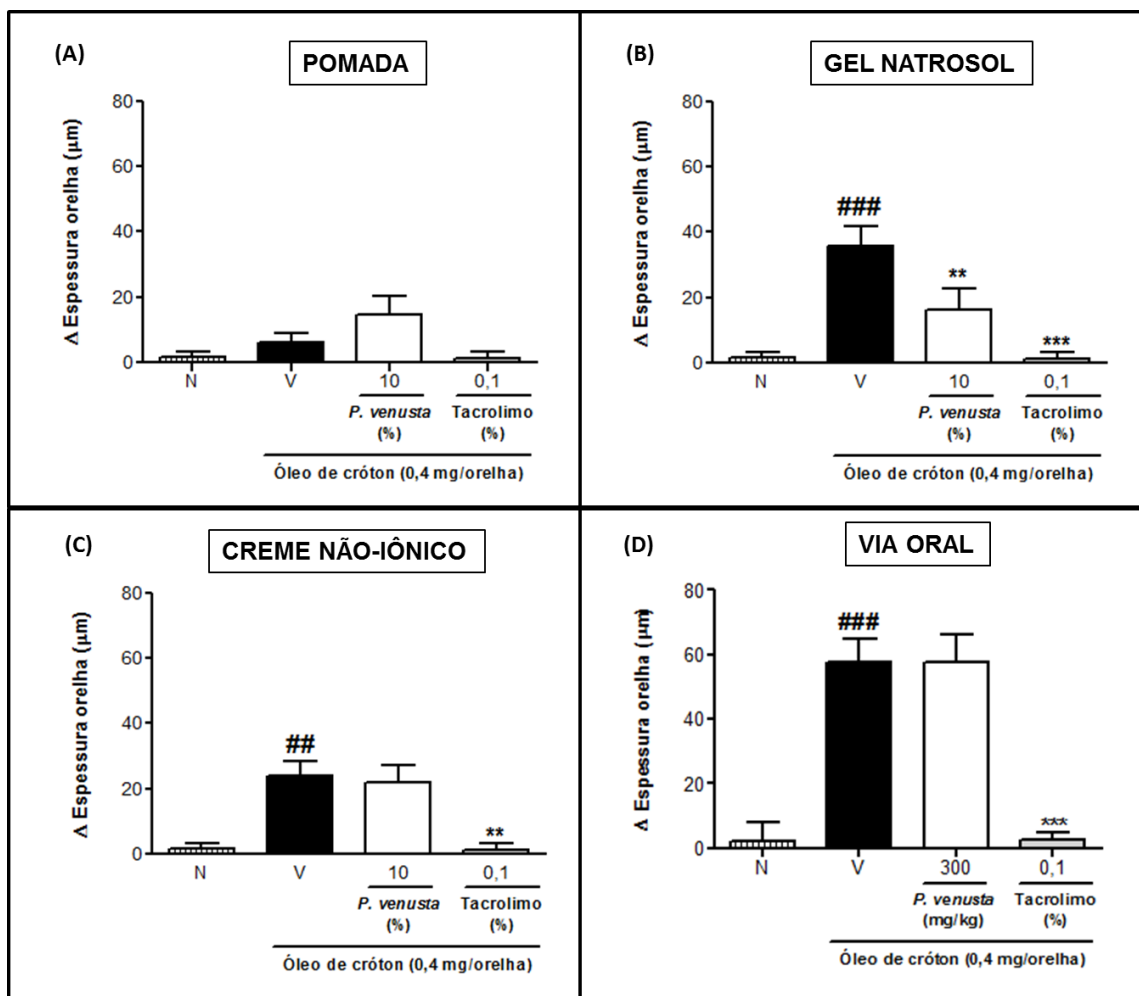 (A)
POMADA
Δ Espessura orelha (μm)
80
60
40
20
0
N V 10 0,1
P. venusta Tacrolimo
(%) (%)
Óleo de cróton (0,4 mg/orelha)
(B)
GEL NATROSOL
Δ Espessura orelha (μm)
80
60
40
20
0
###
**
***
N V 10 0,1
P. venusta Tacrolimo
(%) (%)
Óleo de cróton (0,4 mg/orelha)
(C)
CREME NÃO-IÔNICO
Δ Espessura orelha (μm)
80
60
40
20
0
##
**
N V 10 0,1
P. venusta Tacrolimo
(%) (%)
Óleo de cróton (0,4 mg/orelha)
(D)
VIA ORAL
Δ Espessura orelha (μm)
80
60
40
20
0
###
***
N V 300 0,1
P. venusta Tacrolimo
(mg/kg) (%)
Óleo de cróton (0,4 mg/orelha)